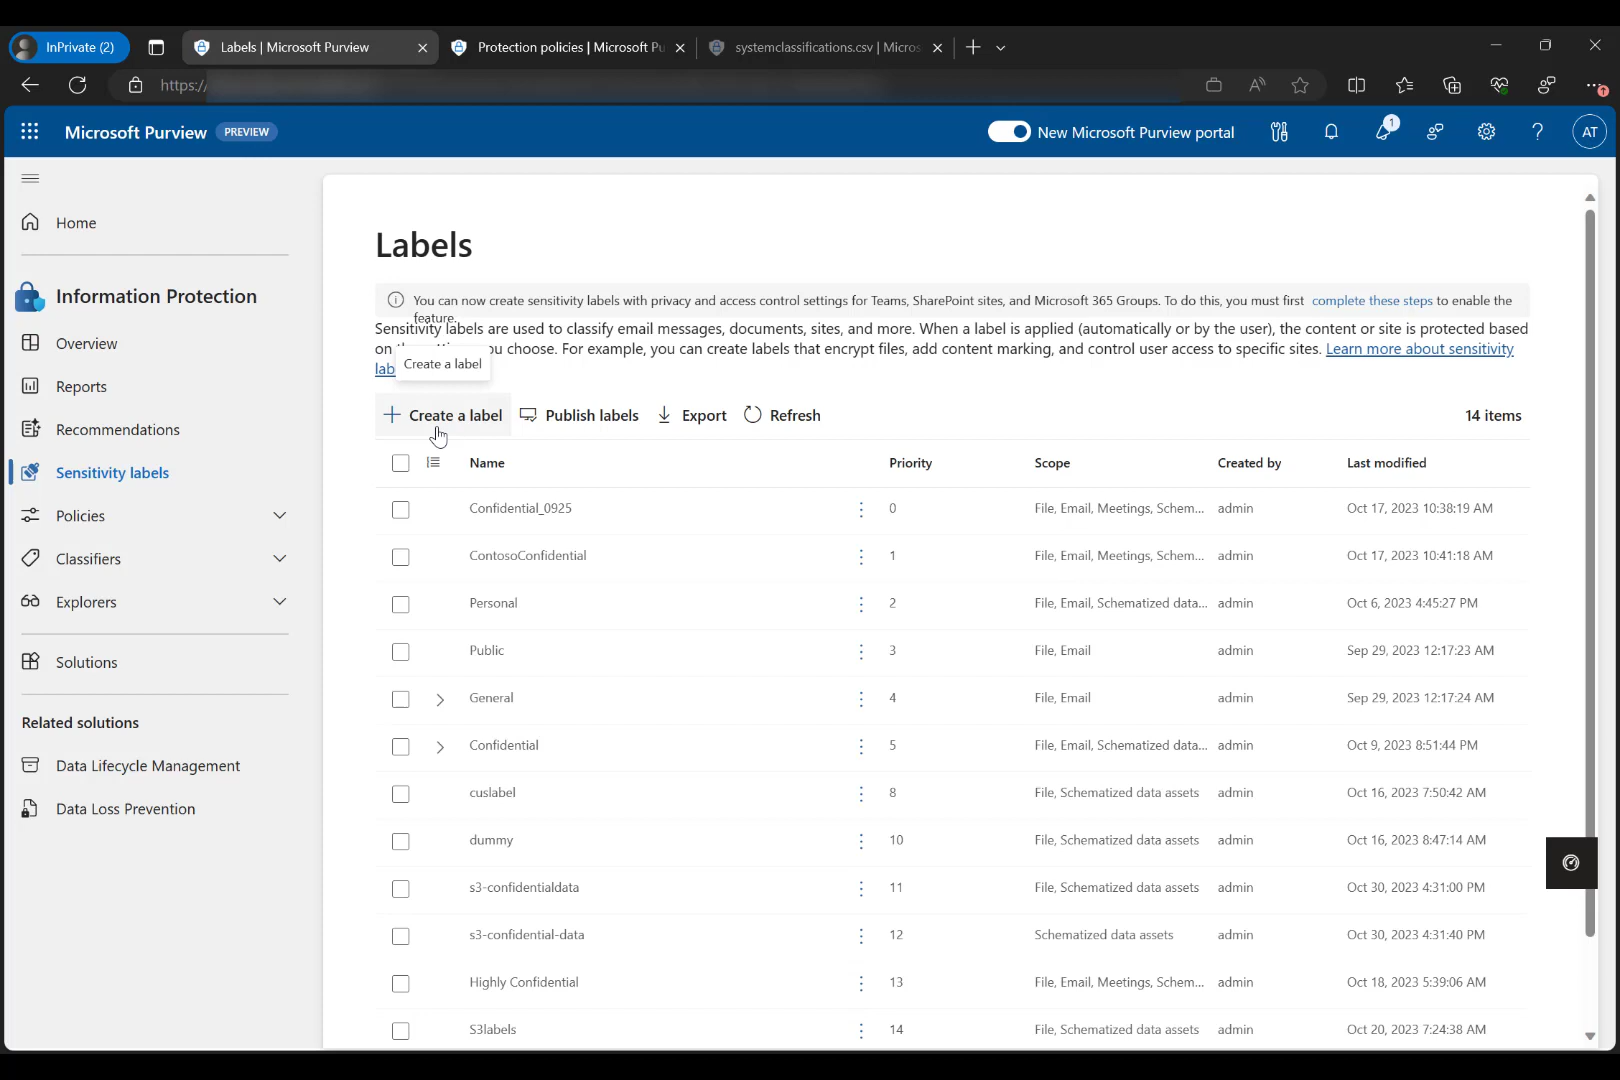 InPrivate (2)
Labels | Microsoft Purview
Protection policies | Microsoft Pu
systemclassifications.csv | Micros
https:/
Microsoft Purview
PREVIEW
New Microsoft Purview portal
1
AT
Home
Information Protection
Overview
Reports
Recommendations
Sensitivity labels
Policies
Classifiers
Explorers
Solutions
Related solutions
Data Lifecycle Management
Data Loss Prevention
Labels
You can now create sensitivity labels with privacy and access control settings for Teams, SharePoint sites, and Microsoft 365 Groups. To do this, you must first complete these steps to enable the
feature.
Sensitivity labels are used to classify email messages, documents, sites, and more. When a label is applied (automatically or by the user), the content or site is protected based
on ou choose. For example, you can create labels that encrypt files, add content marking, and control user access to specific sites. Learn more about sensitivity
lab
Create a label
Create a label
Publish labels
Export
Refresh
14 items
Name Priority Scope Created by Last modified
Confidential_0925 0 File, Email, Meetings, Schem... admin Oct 17, 2023 10:38:19 AM
ContosoConfidential 1 File, Email, Meetings, Schem... admin Oct 17, 2023 10:41:18 AM
Personal 2 File, Email, Schematized data... admin Oct 6, 2023 4:45:27 PM
Public 3 File, Email admin Sep 29, 2023 12:17:23 AM
General 4 File, Email admin Sep 29, 2023 12:17:24 AM
Confidential 5 File, Email, Schematized data... admin Oct 9, 2023 8:51:44 PM
cuslabel 8 File, Schematized data assets admin Oct 16, 2023 7:50:42 AM
dummy 10 File, Schematized data assets admin Oct 16, 2023 8:47:14 AM
s3-confidentialdata 11 File, Schematized data assets admin Oct 30, 2023 4:31:00 PM
s3-confidential-data 12 Schematized data assets admin Oct 30, 2023 4:31:40 PM
Highly Confidential 13 File, Email, Meetings, Schem... admin Oct 18, 2023 5:39:06 AM
S3labels 14 File, Schematized data assets admin Oct 20, 2023 7:24:38 AM